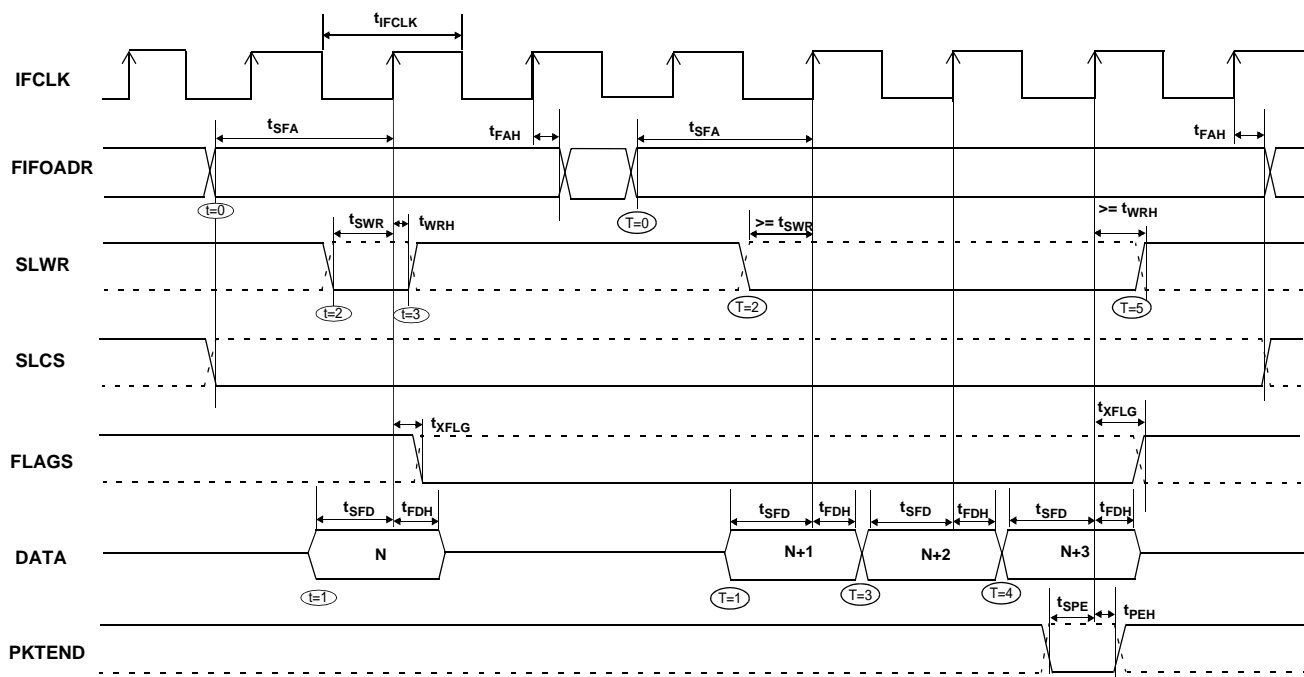 tIFCLK
IFCLK
tSFA tFAH tSFA tFAH
FIFOADR
t=0 T=0
tSWR tWRH >= tSWR >= tWRH
SLWR
t=2 t=3 T=2 T=5
SLCS
tXFLG tXFLG
FLAGS
tSFD tFDH tSFD tFDH tSFD tFDH tSFD tFDH
DATA N N+1 N+2 N+3
t=1 T=1 T=3 T=4
tSPE tPEH
PKTEND